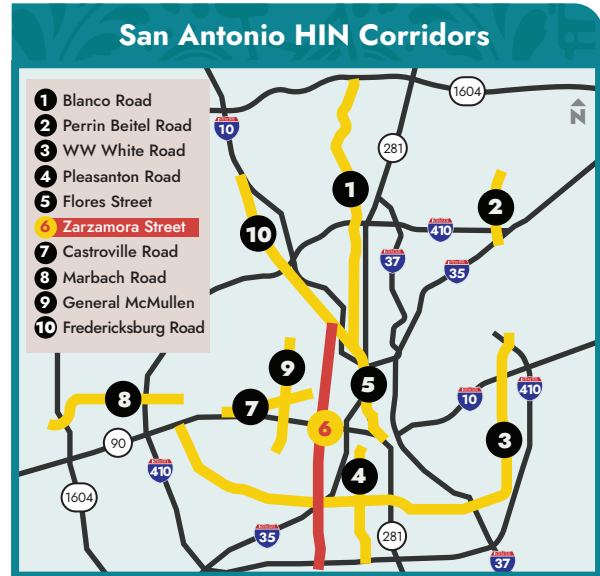 San Antonio HIN Corridors
1 Blanco Road
2 Perrin Beitel Road
3 WW White Road
4 Pleasanton Road
5 Flores Street
6 Zarzamora Street
7 Castroville Road
8 Marbach Road
9 General McMullen
10 Fredericksburg Road
1604
N
10
281
1
2
10
410
37
35
9
5
410
8
7
10
6
3
90
410
4
1604
35
281
37